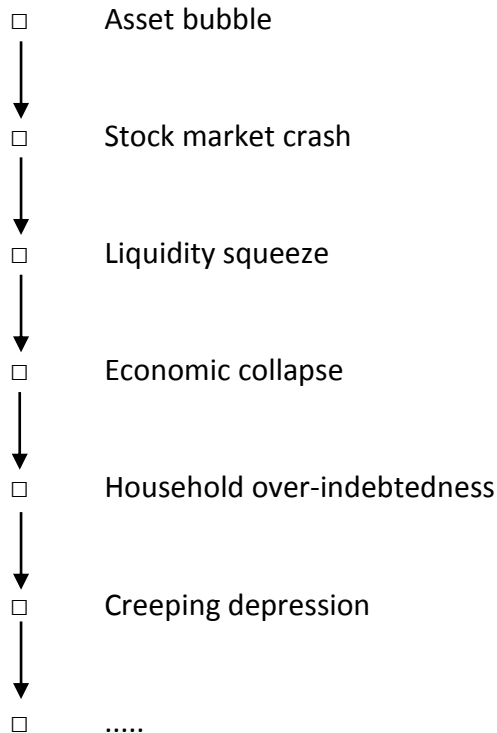 □ Asset bubble
□ Stock market crash
□ Liquidity squeeze
□ Economic collapse
□ Household over-indebtedness
□ Creeping depression
□ .....